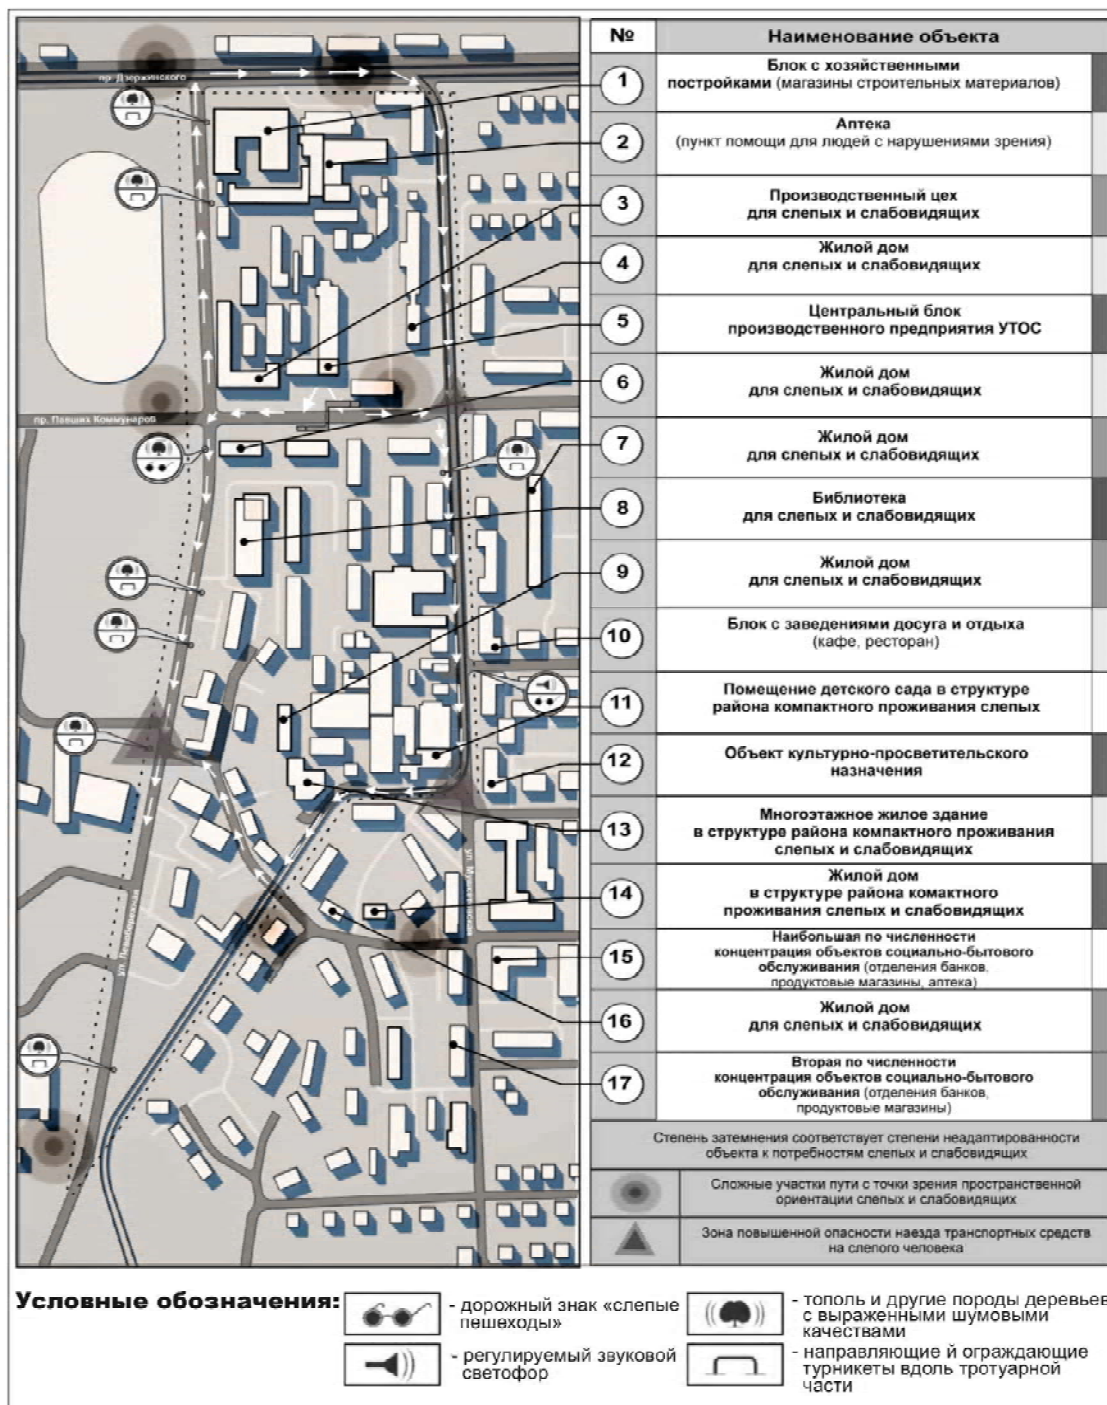 №
Наименование объекта
1
Блок с хозяйственными
постройками (магазины строительных материалов)
2
Аптека
(пункт помощи для людей с нарушениями зрения)
3
Производственный цех
для слепых и слабовидящих
4
Жилой дом
для слепых и слабовидящих
5
Центральный блок
производственного предприятия УТОС
6
Жилой дом
для слепых и слабовидящих
7
Жилой дом
для слепых и слабовидящих
8
Библиотека
для слепых и слабовидящих
9
Жилой дом
для слепых и слабовидящих
10
Блок с заведениями досуга и отдыха
(кафе, ресторан)
11
Помещение детского сада в структуре
района компактного проживания слепых
12
Объект культурно-просветительского
назначения
13
Многоэтажное жилое здание
в структуре района компактного проживания
слепых и слабовидящих
14
Жилой дом
в структуре района комактного
проживания слепых и слабовидящих
15
Наибольшая по численности
концентрация объектов социально-бытового
обслуживания (отделения банков,
продуктовые магазины, аптека)
16
Жилой дом
для слепых и слабовидящих
17
Вторая по численности
концентрация объектов социально-бытового
обслуживания (отделения банков,
продуктовые магазины)
Степень затемнения соответствует степени неадаптированности
объекта к потребностям слепых и слабовидящих
Сложные участки пути с точки зрения пространственной
ориентации слепых и слабовидящих
Зона повышенной опасности наезда транспортных средств
на слепого человека
пр. Дзержинского
пр. Павших Коммунаров
ул.
ул.
Условные обозначения:
- дорожный знак «слепые
пешеходы»
- регулируемый звуковой
светофор
- тополь и другие породы деревьев
с выраженными шумовыми
качествами
- направляющие й ограждающие
турникеты вдоль тротуарной
части